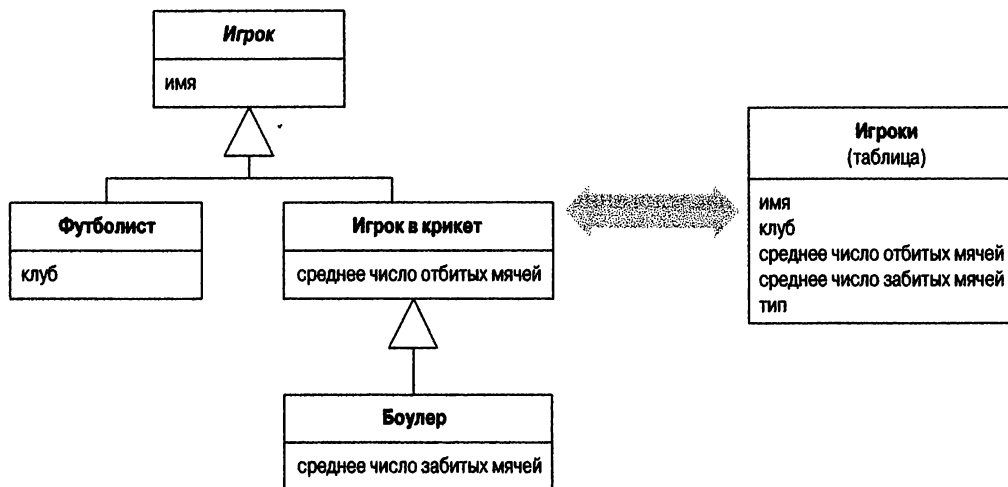 Игрок
имя
Футболист
клуб
Игрок в крикет
среднее число отбитых мячей
Боулер
среднее число забитых мячей
Игроки
(таблица)
имя
клуб
среднее число отбитых мячей
среднее число забитых мячей
тип